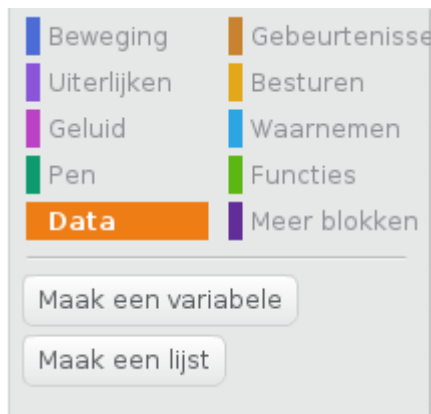 Beweging Gebeurtenisse
Uiterlijken Besturen
Geluid Waarnemen
Pen Functies
Data Meer blokken
Maak een variabele
Maak een lijst